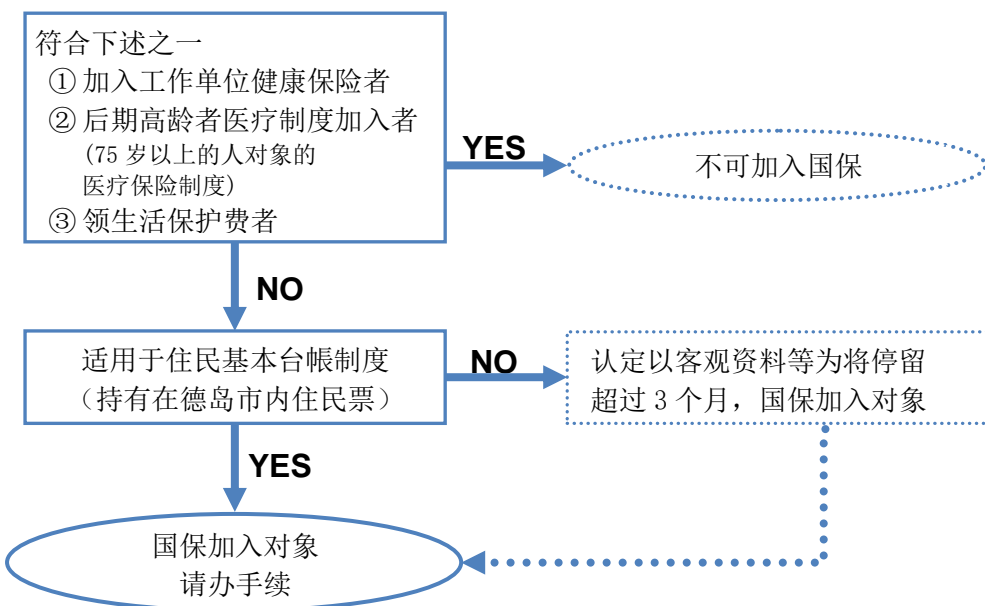 符合下述之一
① 加入工作单位健康保险者
② 后期高龄者医疗制度加入者
(75 岁以上的人对象的
医疗保险制度)
③ 领生活保护费者
YES
不可加入国保
NO
适用于住民基本台帐制度
（持有在德岛市内住民票）
NO
认定以客观资料等为将停留
超过 3 个月，国保加入对象
YES
国保加入对象
请办手续